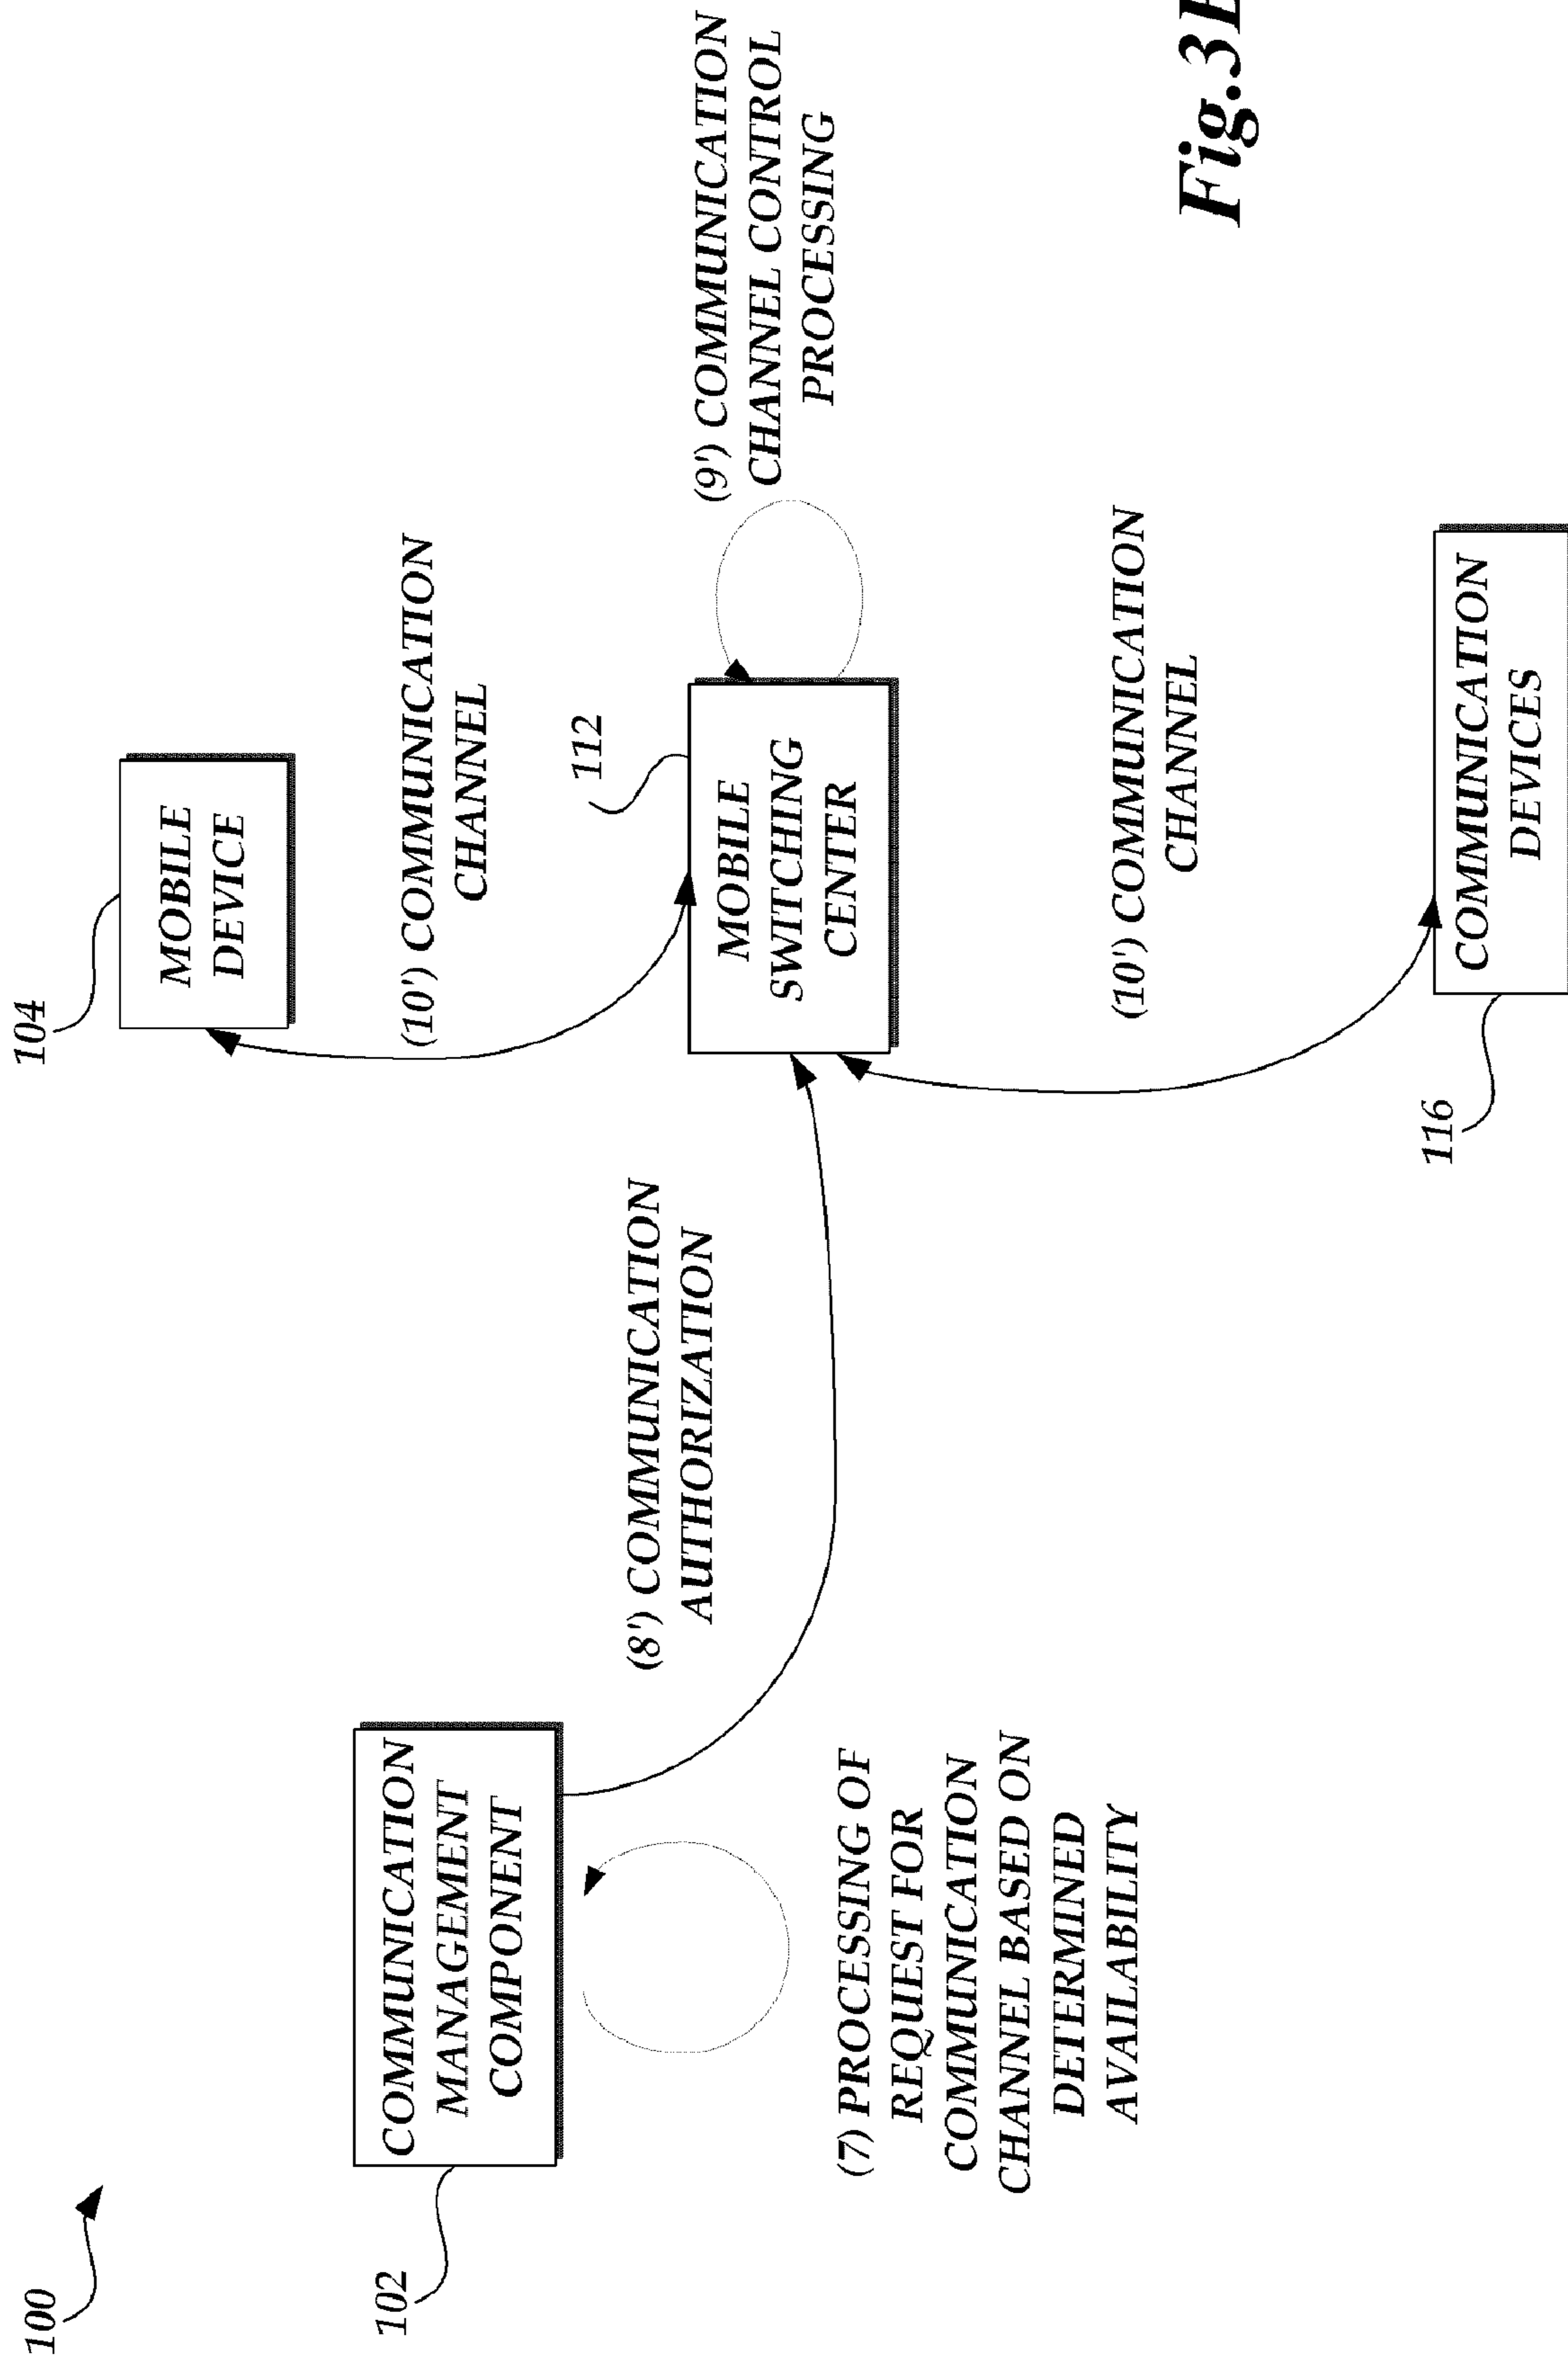 100
104
MOBILE
DEVICE
(10') COMMUNICATION
CHANNEL
102
COMMUNICATION
MANAGEMENT
COMPONENT
112
MOBILE
SWITCHING
CENTER
(9') COMMUNICATION
CHANNEL CONTROL
PROCESSING
(8') COMMUNICATION
AUTHORIZATION
(7) PROCESSING OF
REQUEST FOR
COMMUNICATION
CHANNEL BASED ON
DETERMINED
AVAILABILITY
(10') COMMUNICATION
CHANNEL
116
COMMUNICATION
DEVICES
Fig.3